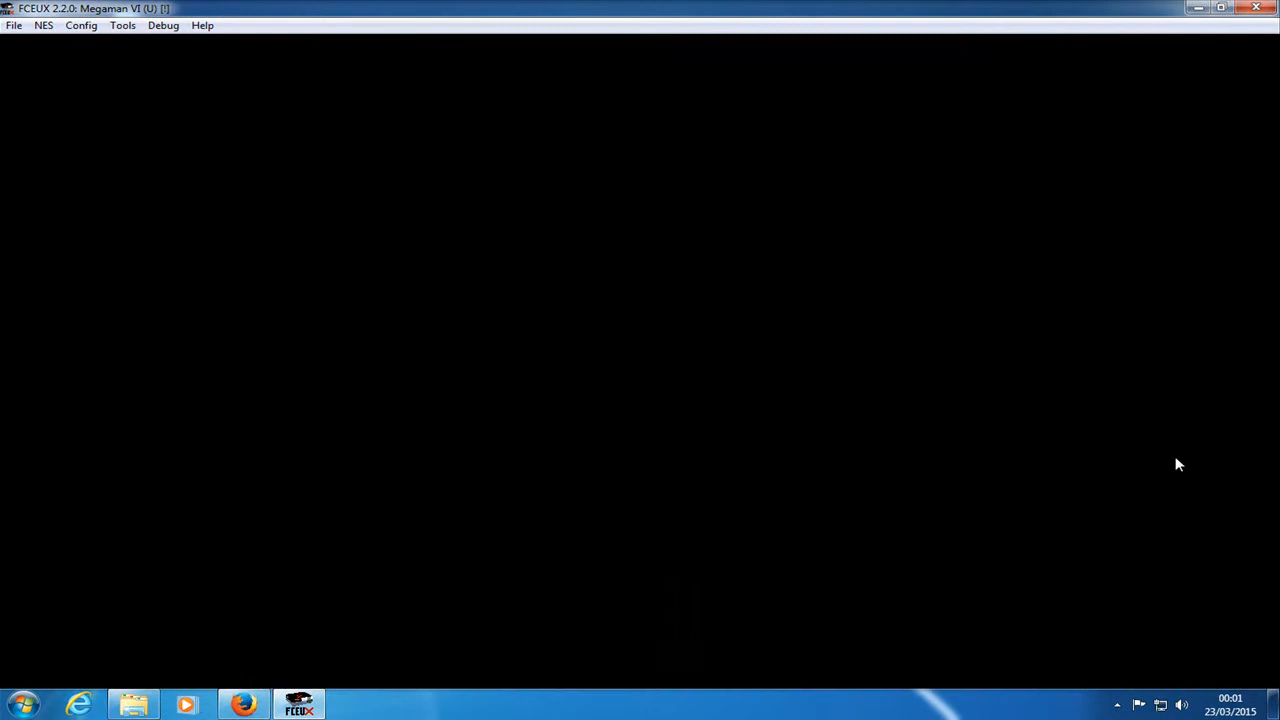 FCEUX 2.2.0: Megaman VI (U) [!]
File NES Config Tools Debug Help
FCEUX
00:01
23/03/2015